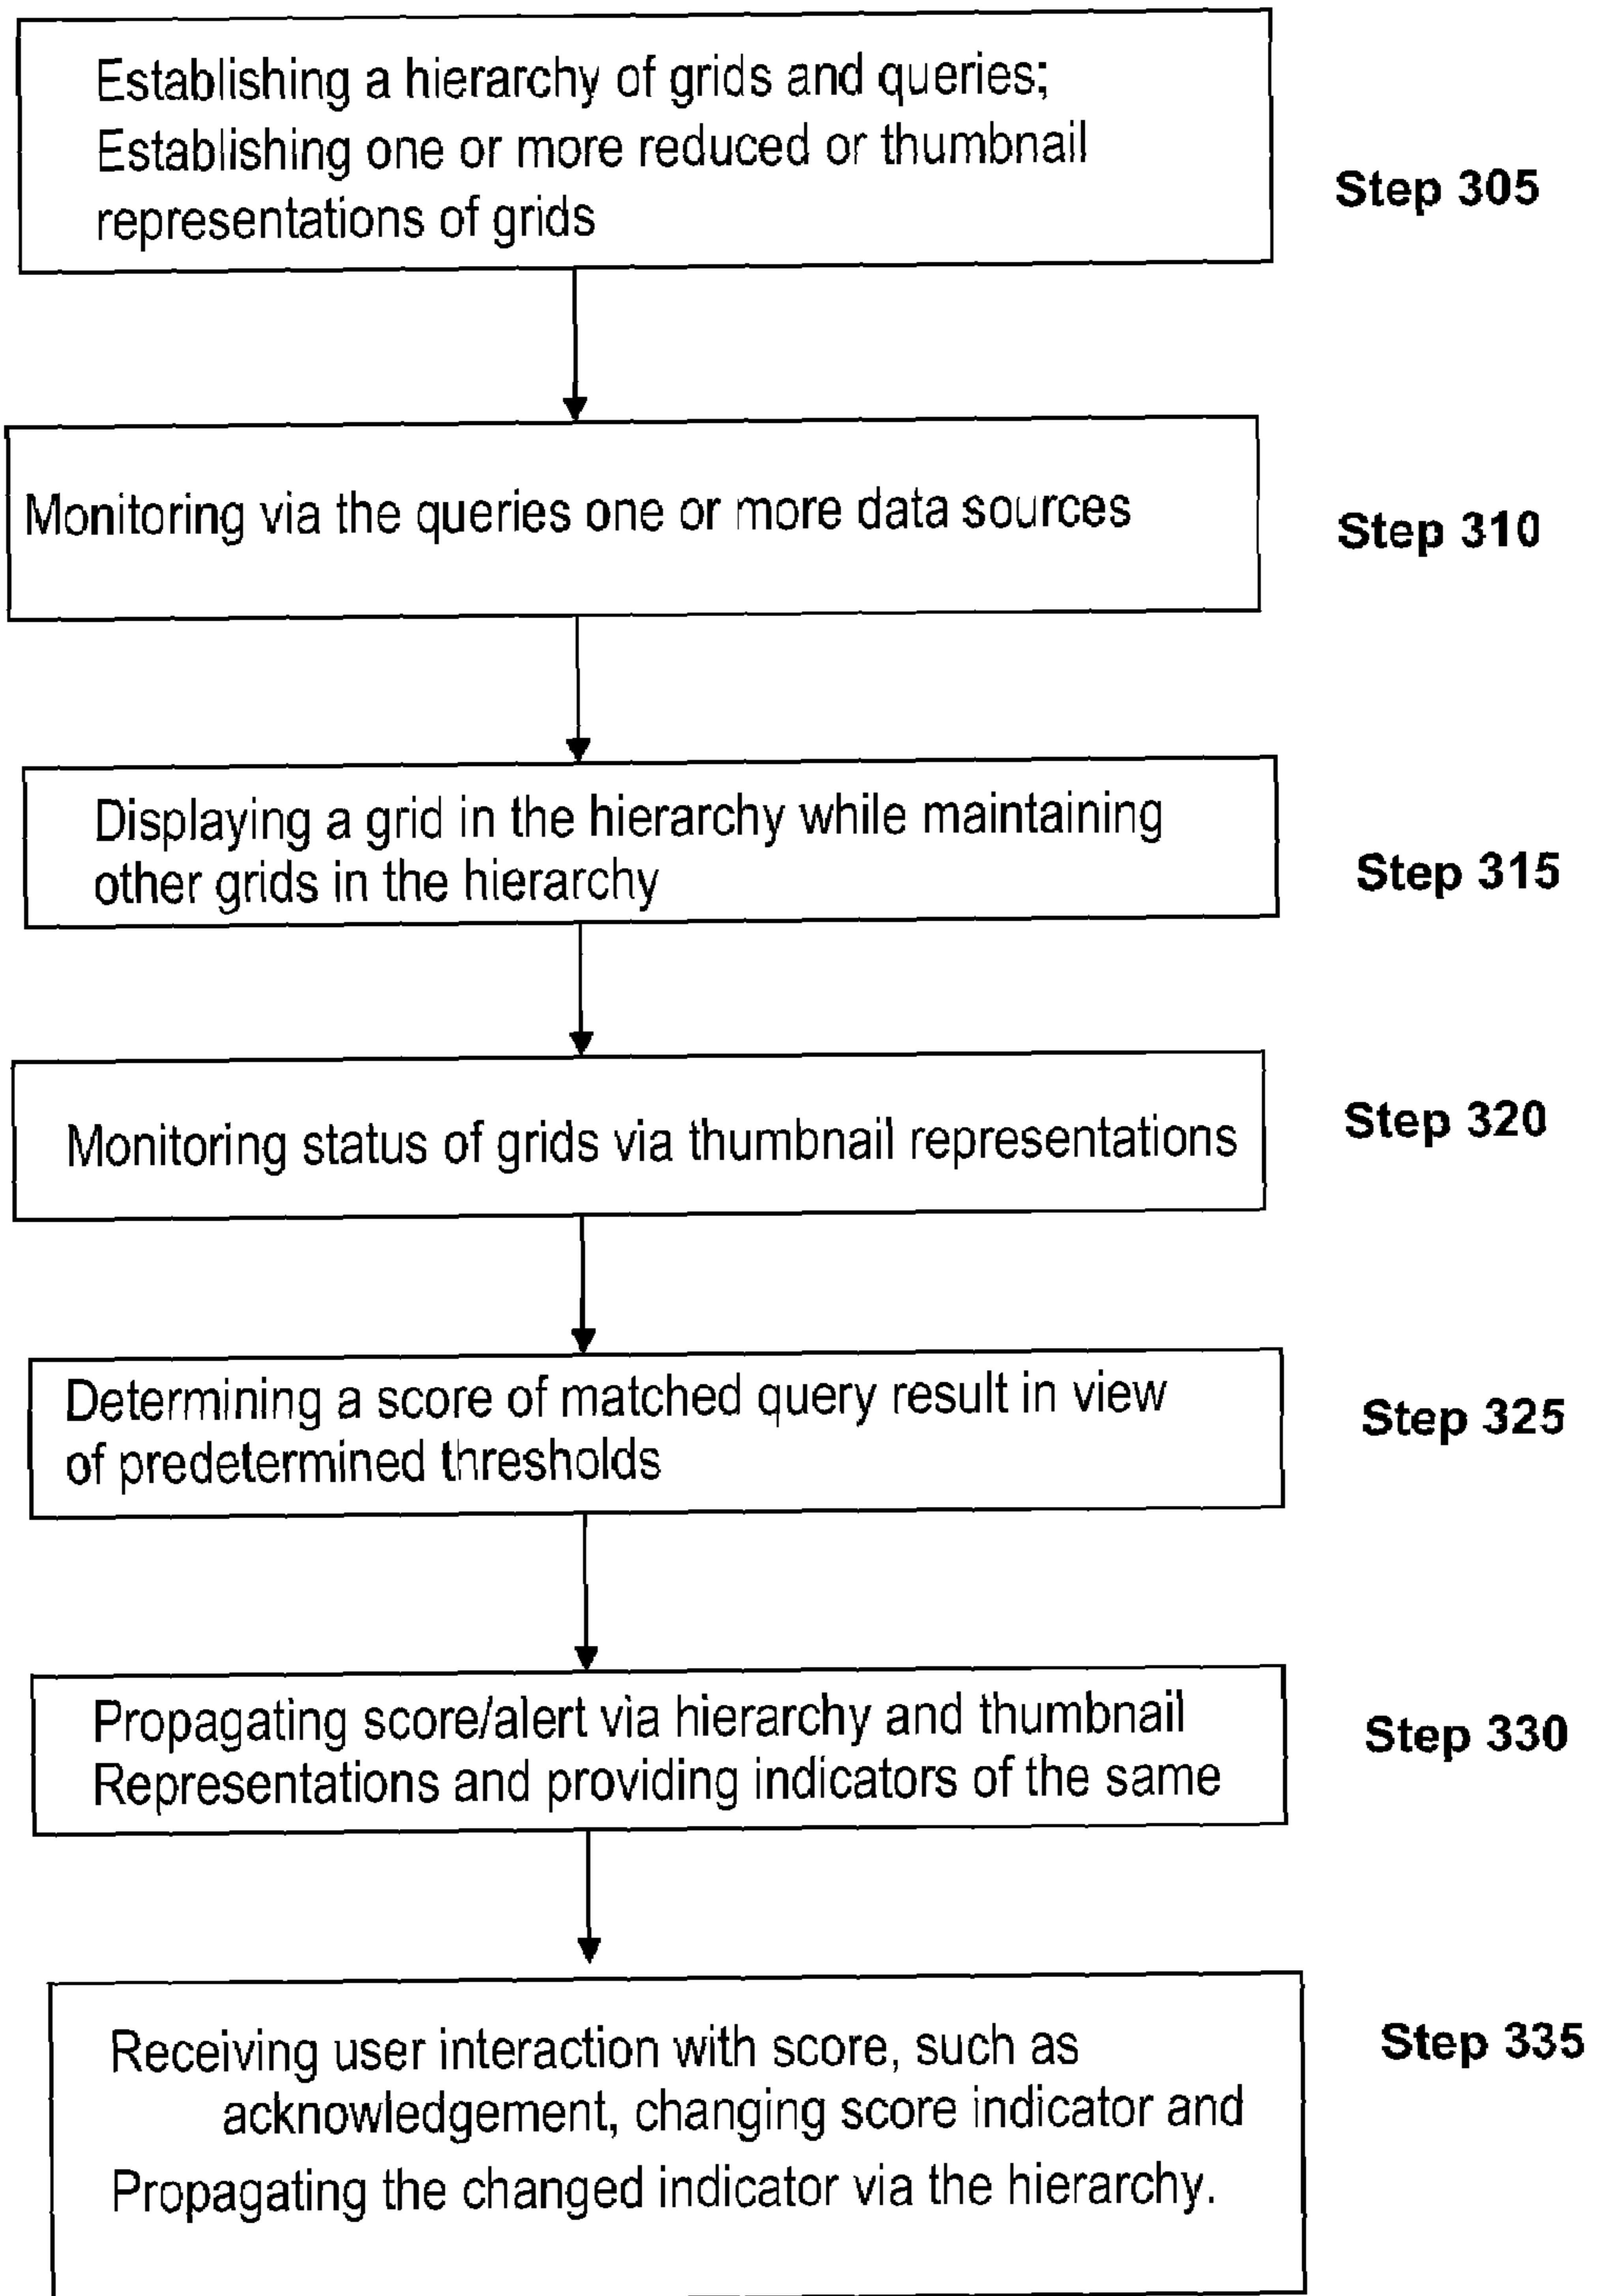 Establishing a hierarchy of grids and queries;
Establishing one or more reduced or thumbnail
representations of grids
Step 305
Monitoring via the queries one or more data sources
Step 310
Displaying a grid in the hierarchy while maintaining
other grids in the hierarchy
Step 315
Monitoring status of grids via thumbnail representations
Step 320
Determining a score of matched query result in view
of predetermined thresholds
Step 325
Propagating score/alert via hierarchy and thumbnail
Representations and providing indicators of the same
Step 330
Receiving user interaction with score, such as
acknowledgement, changing score indicator and
Propagating the changed indicator via the hierarchy.
Step 335